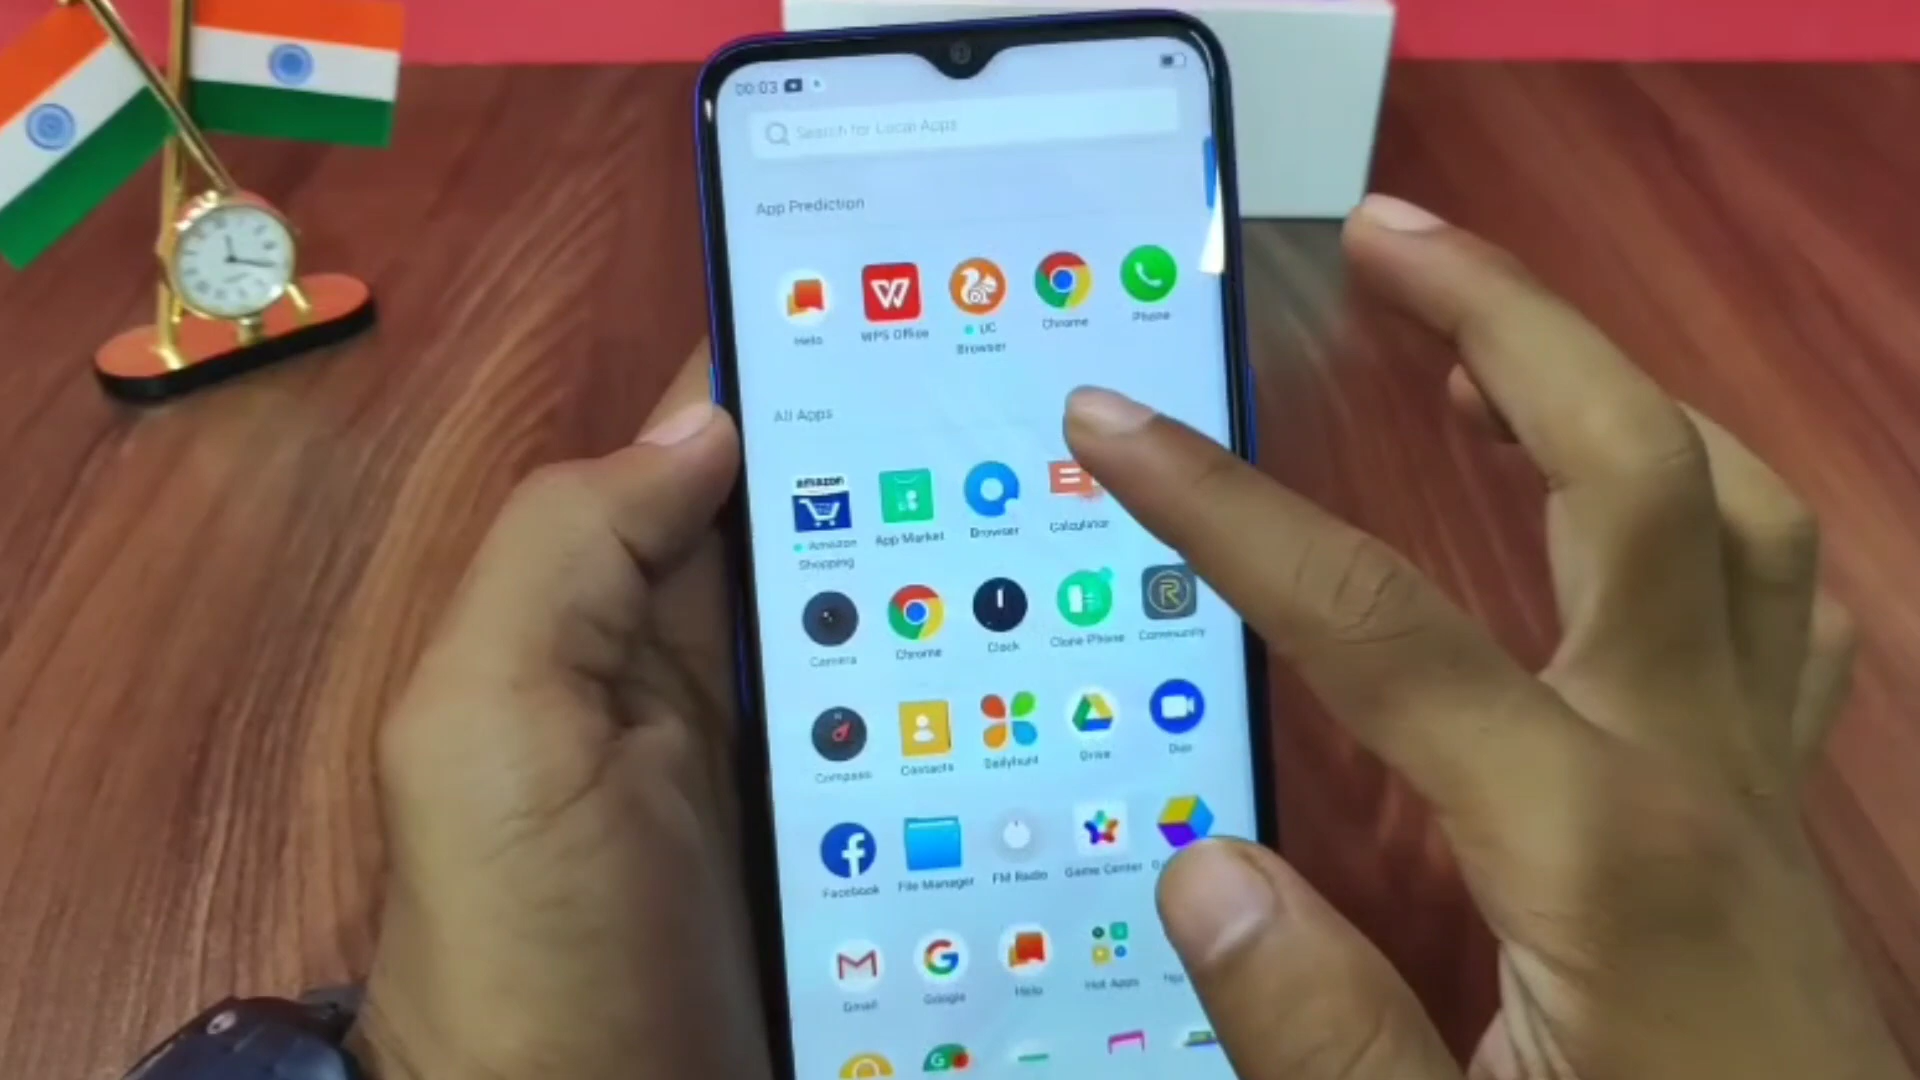 00:03
Search for Local Apps
App Prediction
Helo
WPS Office
UC Browser
Chrome
Phone
All Apps
amazon
Amazon Shopping
App Market
Browser
Calculator
Camera
Chrome
Clock
Clone Phone
Community
Compass
Contacts
Dailyhunt
Drive
Duo
Facebook
File Manager
FM Radio
Game Center
Gmail
Google
Helo
Hot Apps